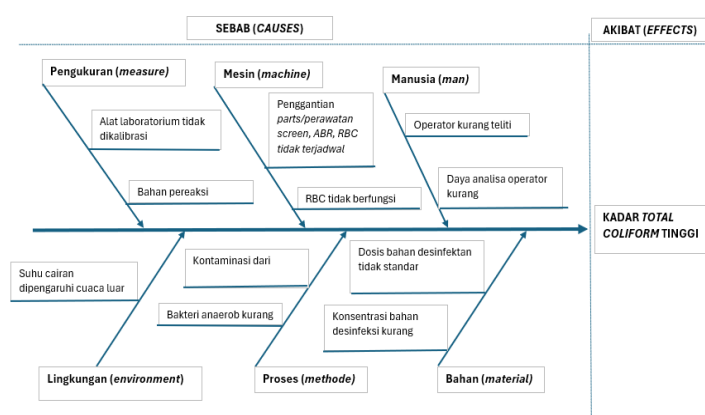 SEBAB (CAUSES)
AKIBAT (EFFECTS)
Pengukuran (measure)
Mesin (machine)
Manusia (man)
Alat laboratorium tidak
dikalibrasi
Penggantian
parts/perawatan
screen, ABR, RBC
tidak terjadwal
Operator kurang teliti
Bahan pereaksi
RBC tidak berfungsi
Daya analisa operator
kurang
KADAR TOTAL
COLIFORM TINGGI
Suhu cairan
dipengaruhi cuaca luar
Kontaminasi dari
Dosis bahan desinfektan
tidak standar
Bakteri anaerob kurang
Konsentrasi bahan
desinfeksi kurang
Lingkungan (environment)
Proses (methode)
Bahan (material)